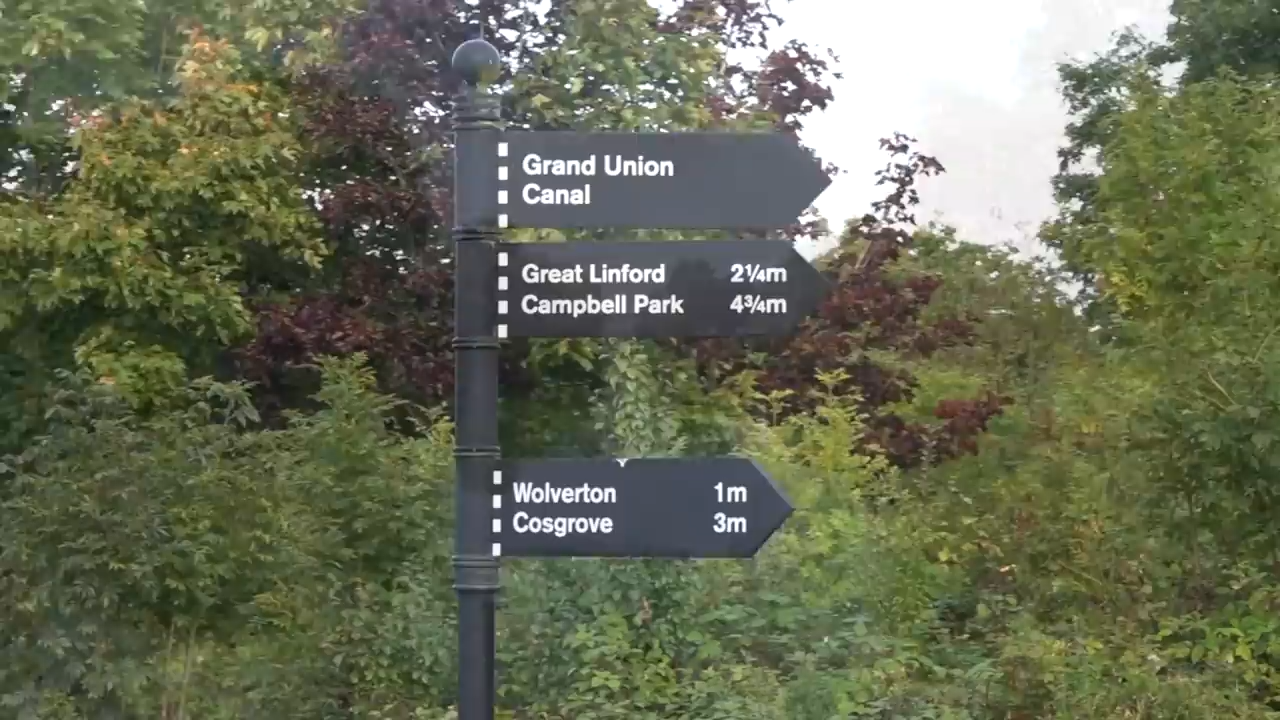 Grand Union
Canal
Great Linford 2¼m
Campbell Park 4¾m
Wolverton 1m
Cosgrove 3m